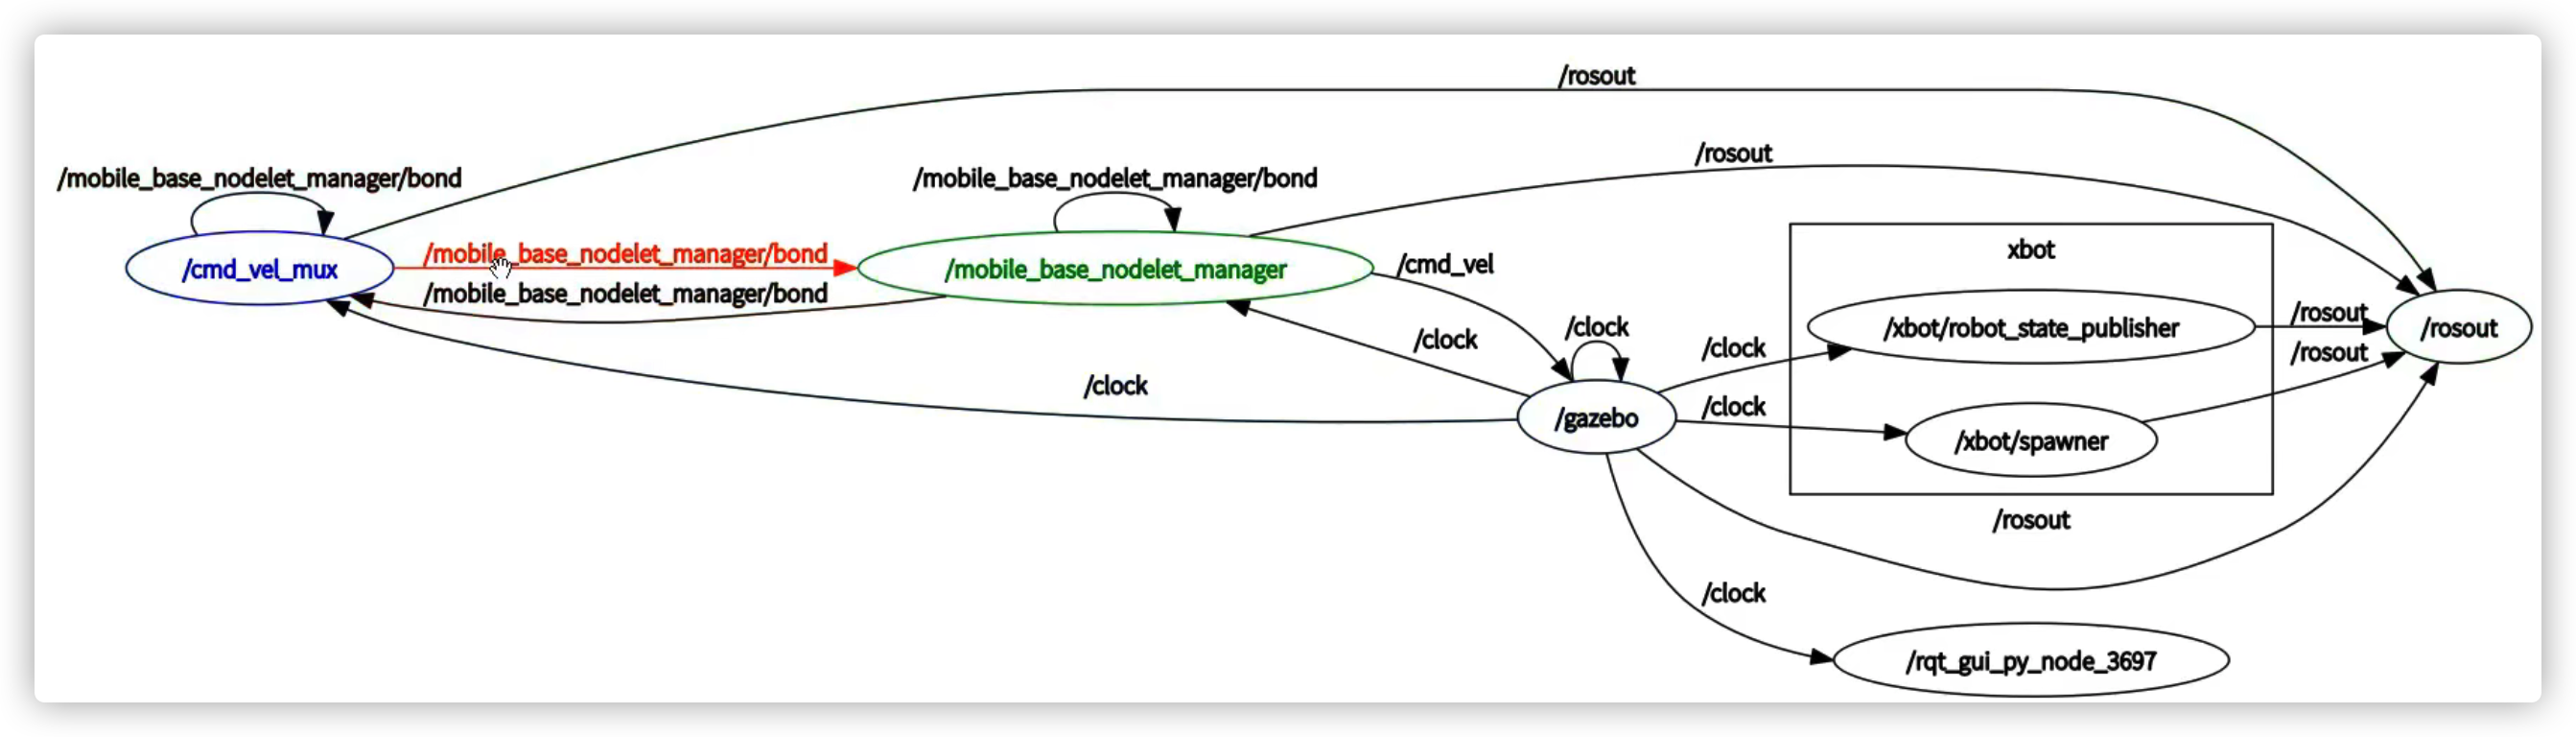 /rosout
/rosout
/mobile_base_nodelet_manager/bond
/mobile_base_nodelet_manager/bond
/mobile_base_nodelet_manager/bond
/cmd_vel_mux
/mobile_base_nodelet_manager
/mobile_base_nodelet_manager/bond
/cmd_vel
xbot
/clock
/clock
/clock
/clock
/xbot/robot_state_publisher
/rosout
/rosout
/rosout
/clock
/gazebo
/xbot/spawner
/rosout
/clock
/rqt_gui_py_node_3697